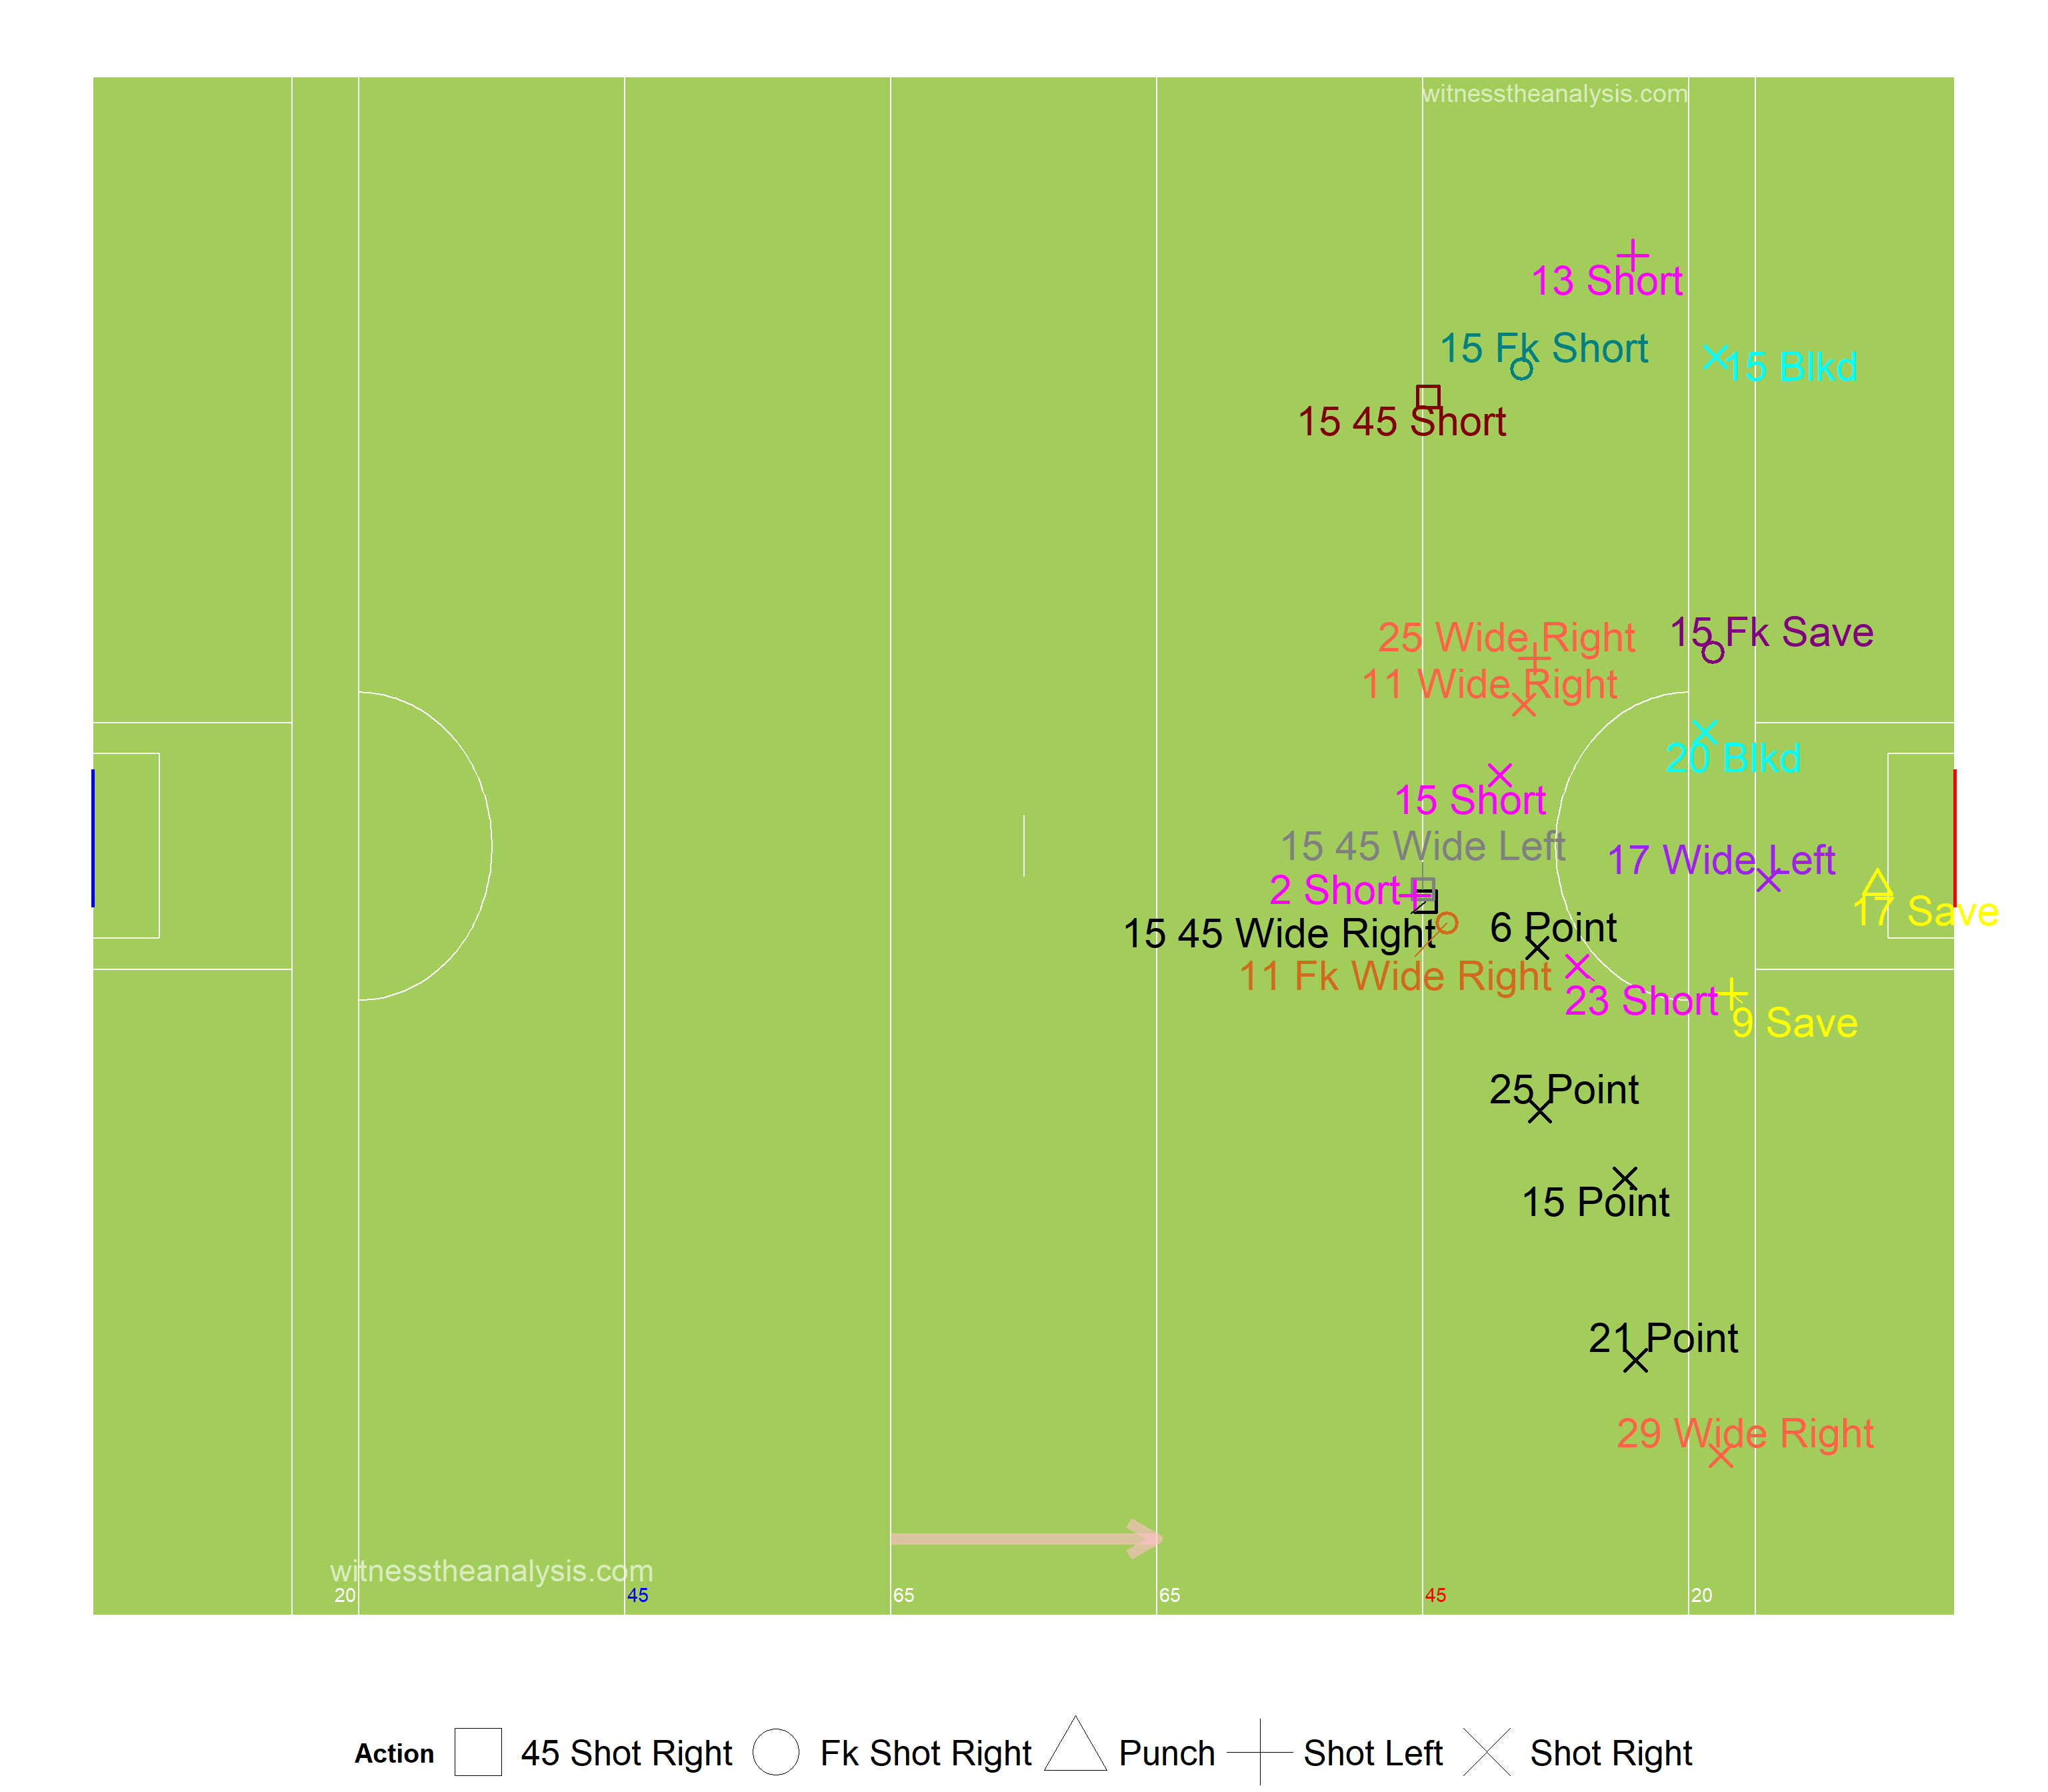 witnesstheanalysis.com
13 Short
15 Fk Short
15 Blkd
15 45 Short
15 Fk Save
25 Wide Right
11 Wide Right
20 Blkd
15 Short
15 45 Wide Left
17 Wide Left
2 Short
17 Save
15 45 Wide Right
6 Point
11 Fk Wide Right
23 Short
9 Save
25 Point
15 Point
21 Point
29 Wide Right
witnesstheanalysis.com
20 45 65 65 45 20
Action 45 Shot Right Fk Shot Right Punch Shot Left Shot Right